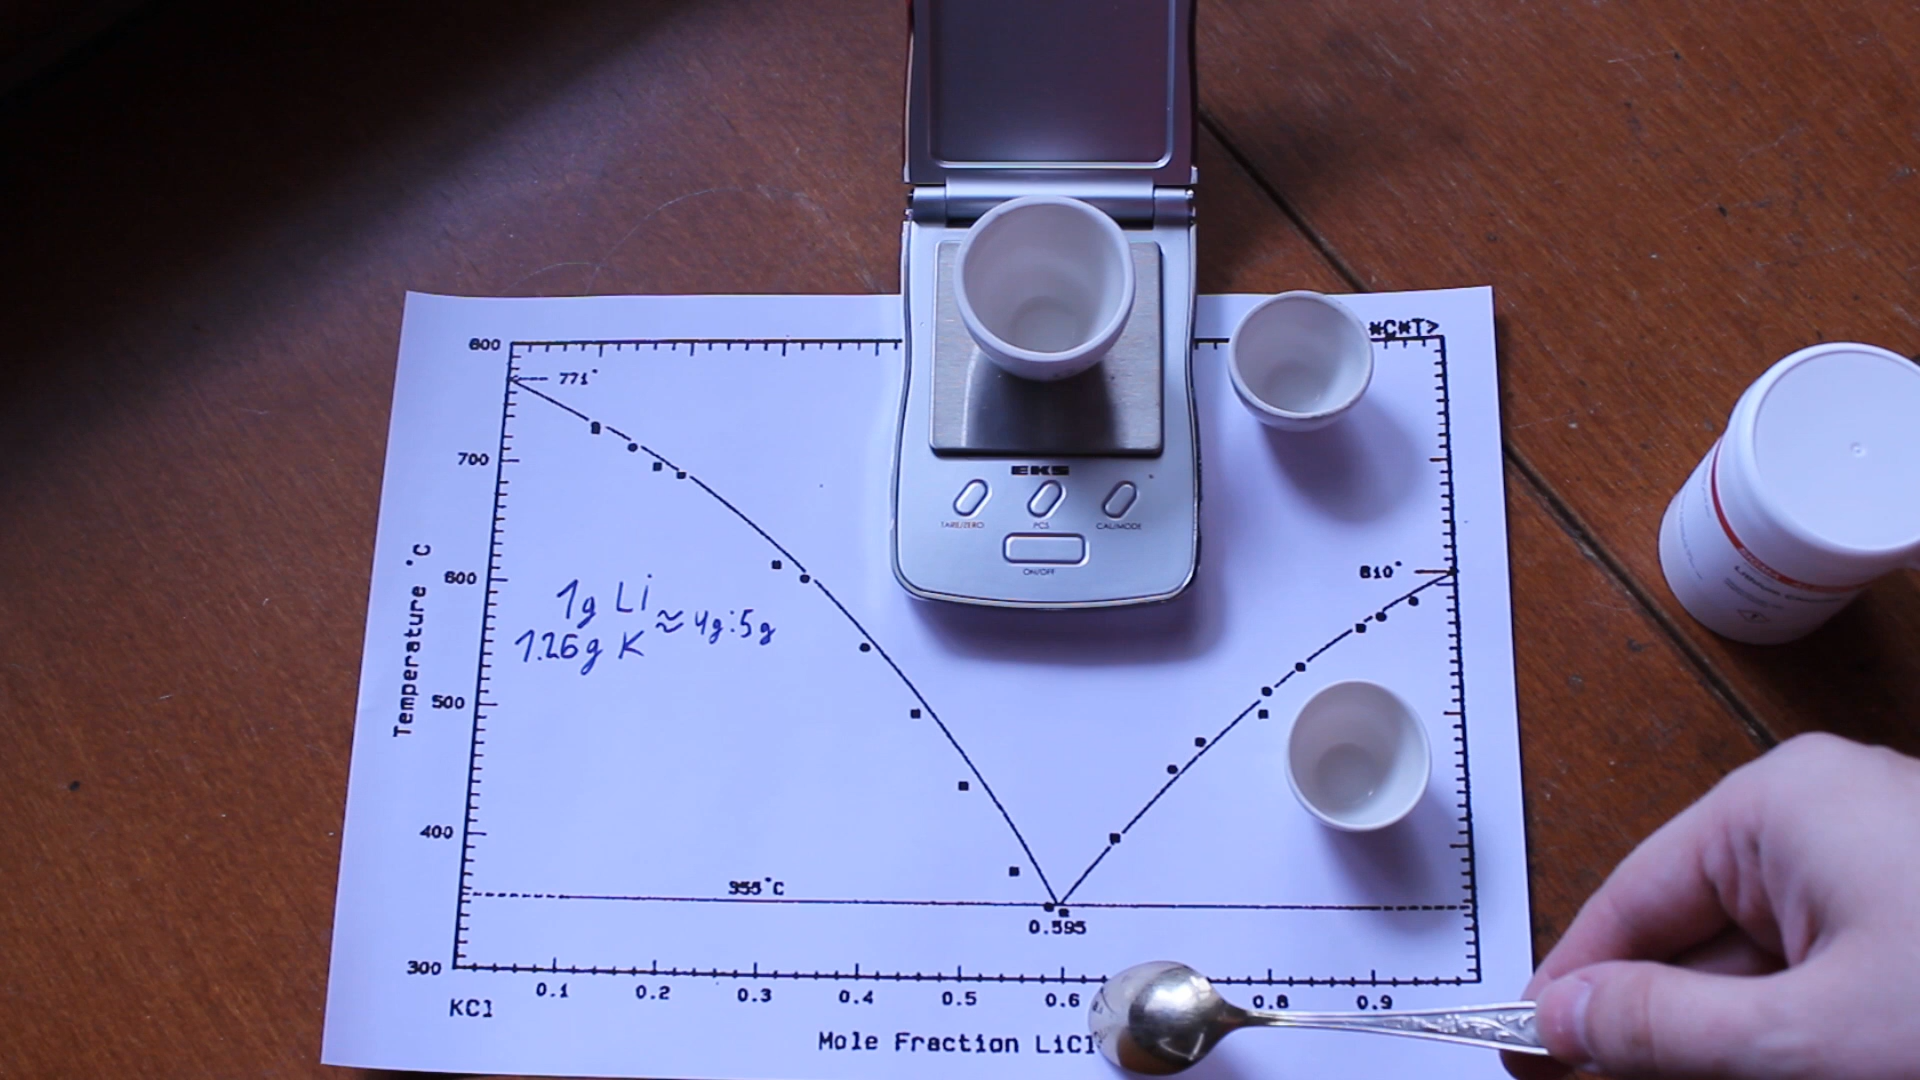 *C*T>
800
771°
700
EKS
TARE/ZERO PCS CAL/MODE
ON/OFF
610°
600
1g Li
1.26g K ≈ 4g:5g
Temperature °C
500
400
355°C
0.595
300
0.1 0.2 0.3 0.4 0.5 0.6 0.8 0.9
KCl
Mole Fraction LiCl
SIGMA